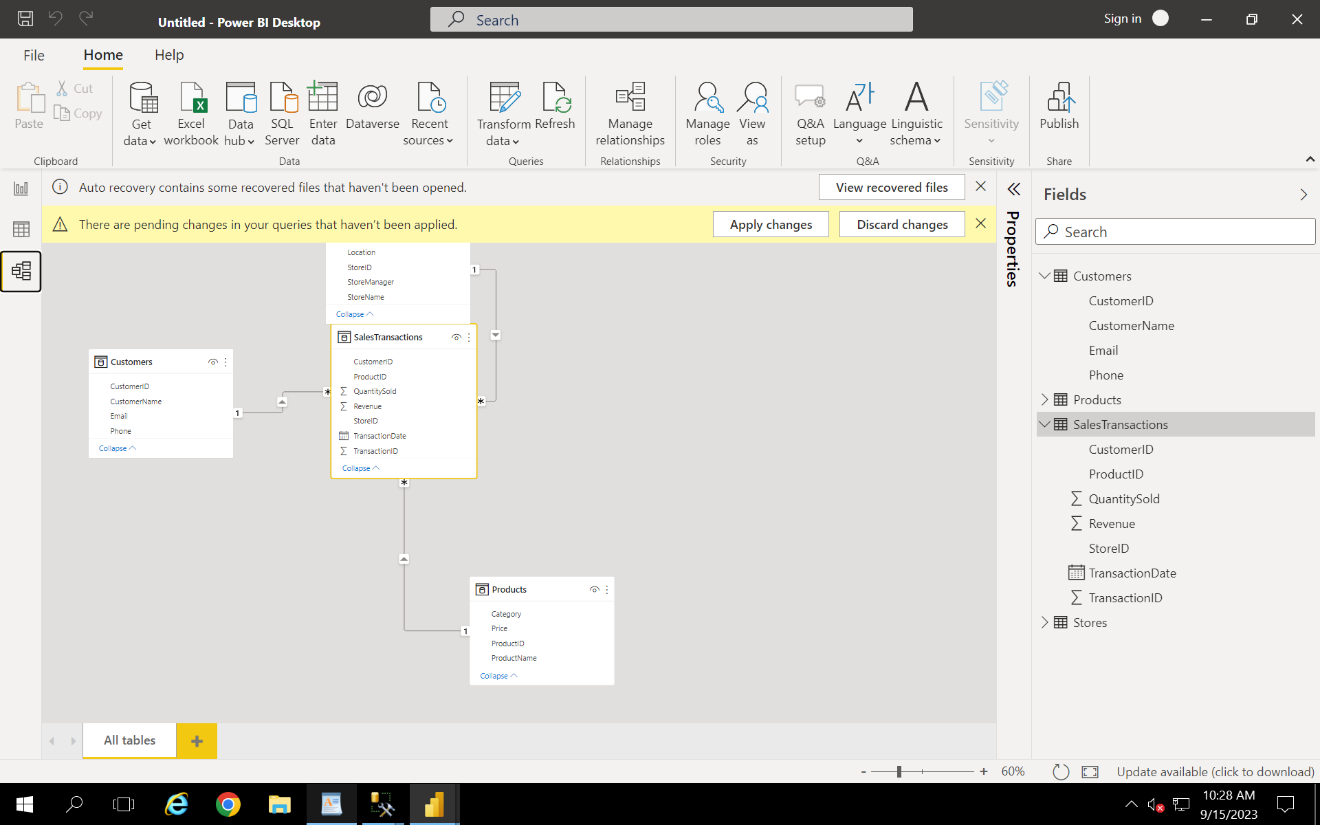 Untitled - Power BI Desktop
Search
Sign in
File
Home
Help
Paste
Cut
Copy
Clipboard
Get data
Excel workbook
Data hub
SQL Server
Enter data
Dataverse
Recent sources
Data
Transform data
Refresh
Queries
Manage relationships
Relationships
Manage roles
View as
Security
Q&A setup
Language
Linguistic schema
Q&A
Sensitivity
Sensitivity
Publish
Share
Auto recovery contains some recovered files that haven't been opened.
View recovered files
There are pending changes in your queries that haven't been applied.
Apply changes
Discard changes
Location
StoreID
StoreManager
StoreName
Collapse
1
SalesTransactions
CustomerID
ProductID
QuantitySold
Revenue
StoreID
TransactionDate
TransactionID
Collapse
*
*
*
Customers
CustomerID
CustomerName
Email
Phone
Collapse
1
Products
Category
Price
ProductID
ProductName
Collapse
1
Properties
Fields
Search
Customers
CustomerID
CustomerName
Email
Phone
Products
SalesTransactions
CustomerID
ProductID
QuantitySold
Revenue
StoreID
TransactionDate
TransactionID
Stores
All tables
- + 60%
Update available (click to download)
10:28 AM
9/15/2023